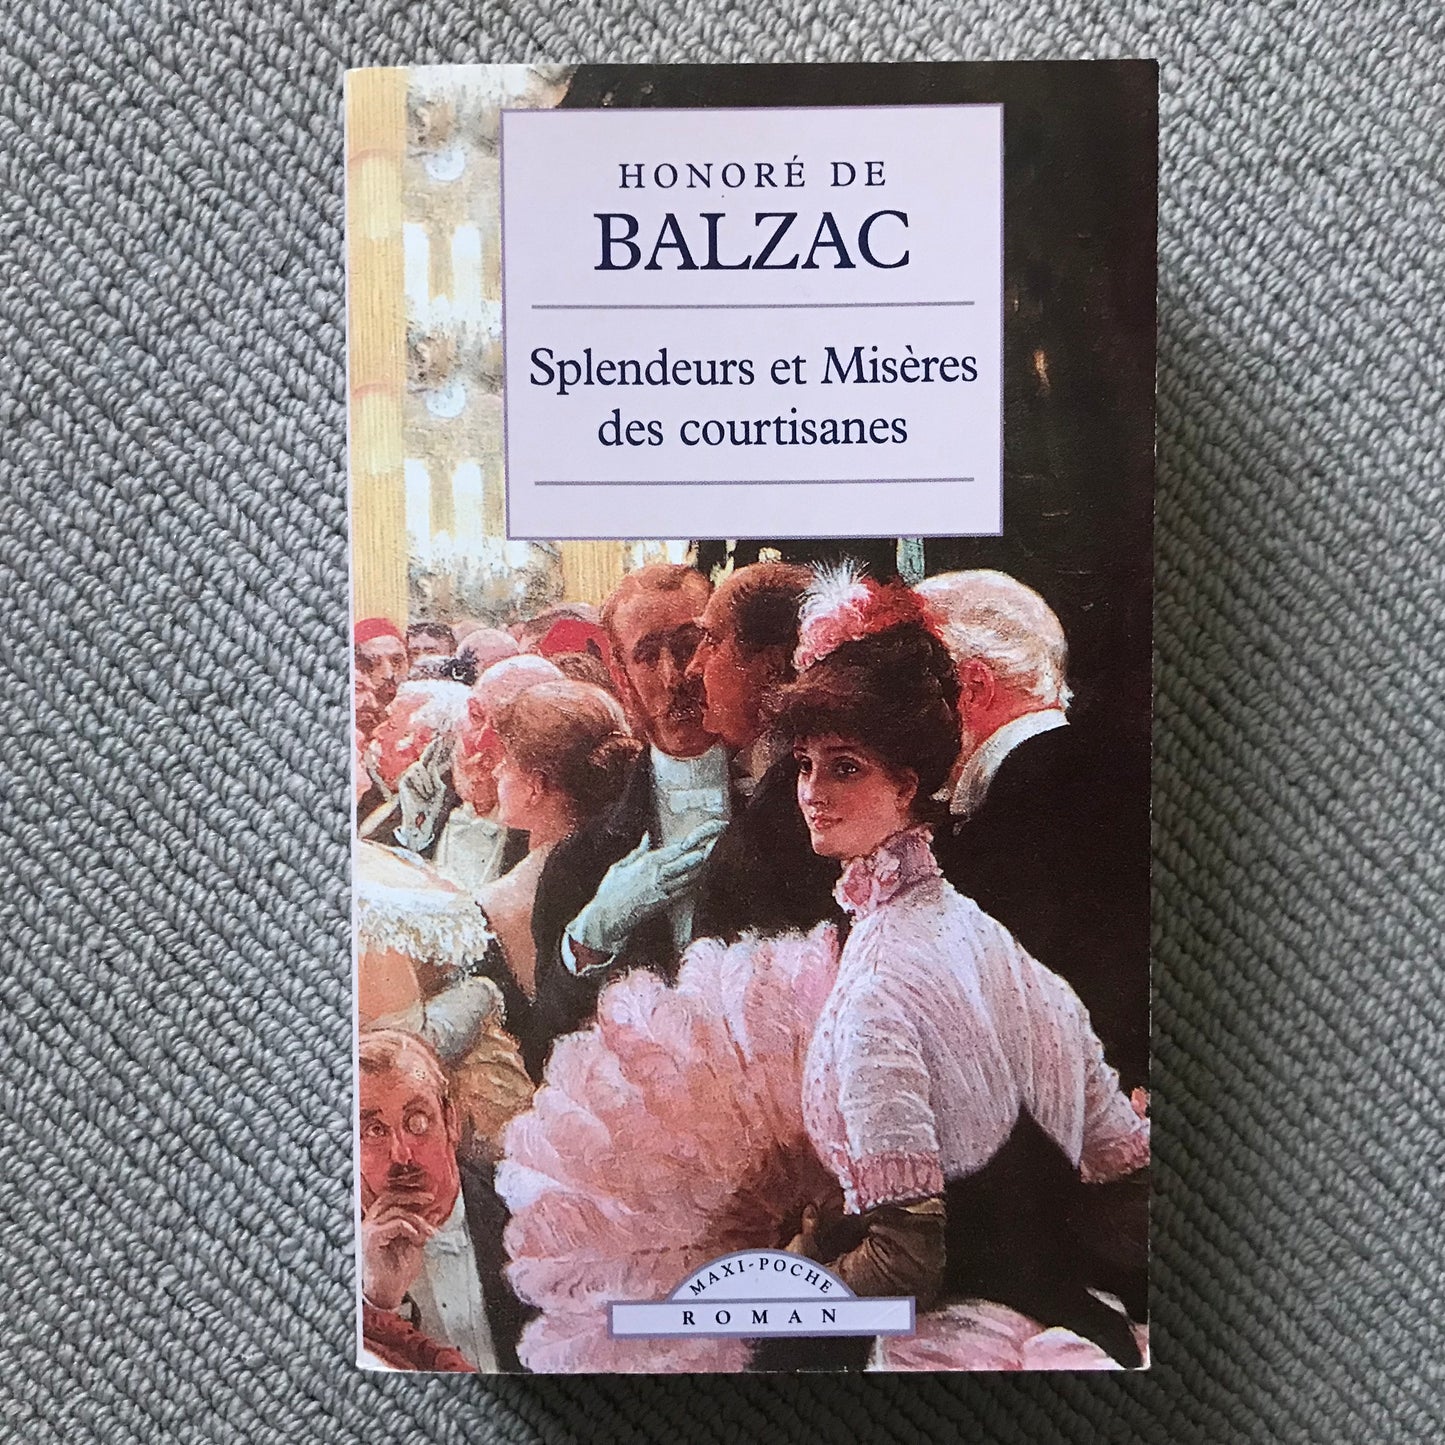 HONORÉ DE
BALZAC
Splendeurs et Misères
des courtisanes
MAXI-POCHE
ROMAN